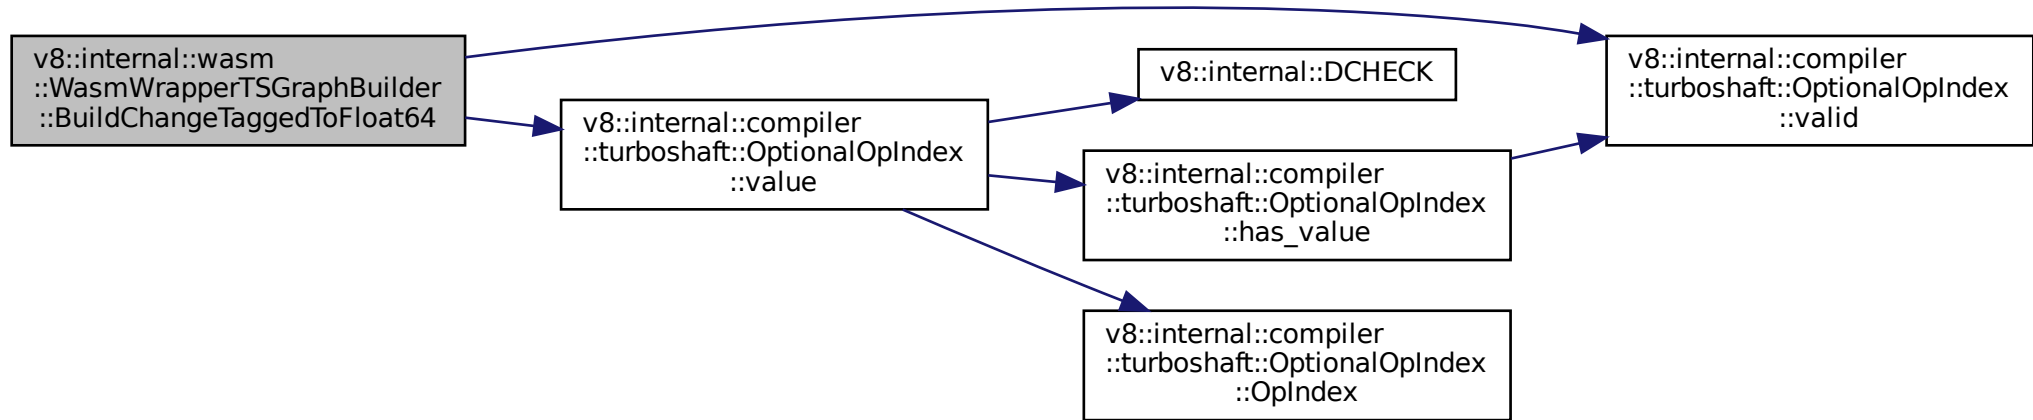 v8::internal::wasm
::WasmWrapperTSGraphBuilder
::BuildChangeTaggedToFloat64
v8::internal::compiler
::turboshaft::OptionalOpIndex
::value
v8::internal::DCHECK
v8::internal::compiler
::turboshaft::OptionalOpIndex
::has_value
v8::internal::compiler
::turboshaft::OptionalOpIndex
::OpIndex
v8::internal::compiler
::turboshaft::OptionalOpIndex
::valid